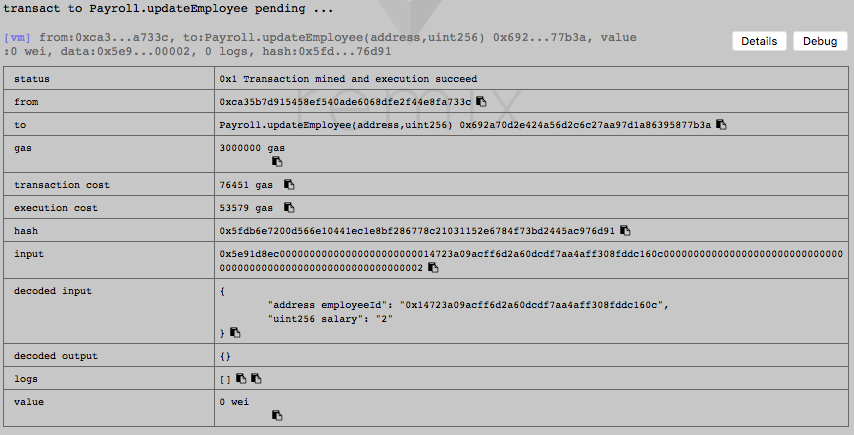 transact to Payroll.updateEmployee pending ...
[vm] from:0xca3...a733c, to:Payroll.updateEmployee(address,uint256) 0x692...77b3a, value
:0 wei, data:0x5e9...00002, 0 logs, hash:0x5fd...76d91
Details Debug
status 0x1 Transaction mined and execution succeed
from 0xca35b7d915458ef540ade6068dfe2f44e8fa733c
to Payroll.updateEmployee(address,uint256) 0x692a70d2e424a56d2c6c27aa97d1a86395877b3a
gas 3000000 gas
transaction cost 76451 gas
execution cost 53579 gas
hash 0x5fdb6e7200d566e10441ec1e8bf286778c21031152e6784f73bd2445ac976d91
input 0x5e91d8ec00000000000000000000000014723a09acff6d2a60dcdf7aa4aff308fddc160c0000000000000000000000000000
000000000000000000000000000000000002
decoded input {
"address employeeId": "0x14723a09acff6d2a60dcdf7aa4aff308fddc160c",
"uint256 salary": "2"
}
decoded output {}
logs []
value 0 wei
remix